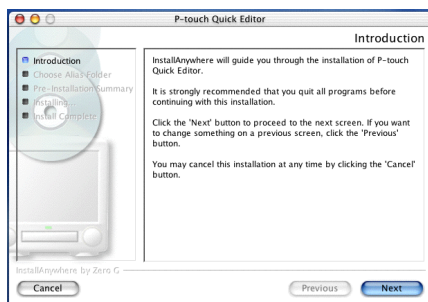 P-touch Quick Editor
Introduction
Introduction
Choose Alias Folder
Pre-Installation Summary
Installing...
Install Complete
InstallAnywhere will guide you through the installation of P-touch
Quick Editor.
It is strongly recommended that you quit all programs before
continuing with this installation.
Click the 'Next' button to proceed to the next screen. If you want
to change something on a previous screen, click the 'Previous'
button.
You may cancel this installation at any time by clicking the 'Cancel'
button.
InstallAnywhere by Zero G
Cancel
Previous
Next